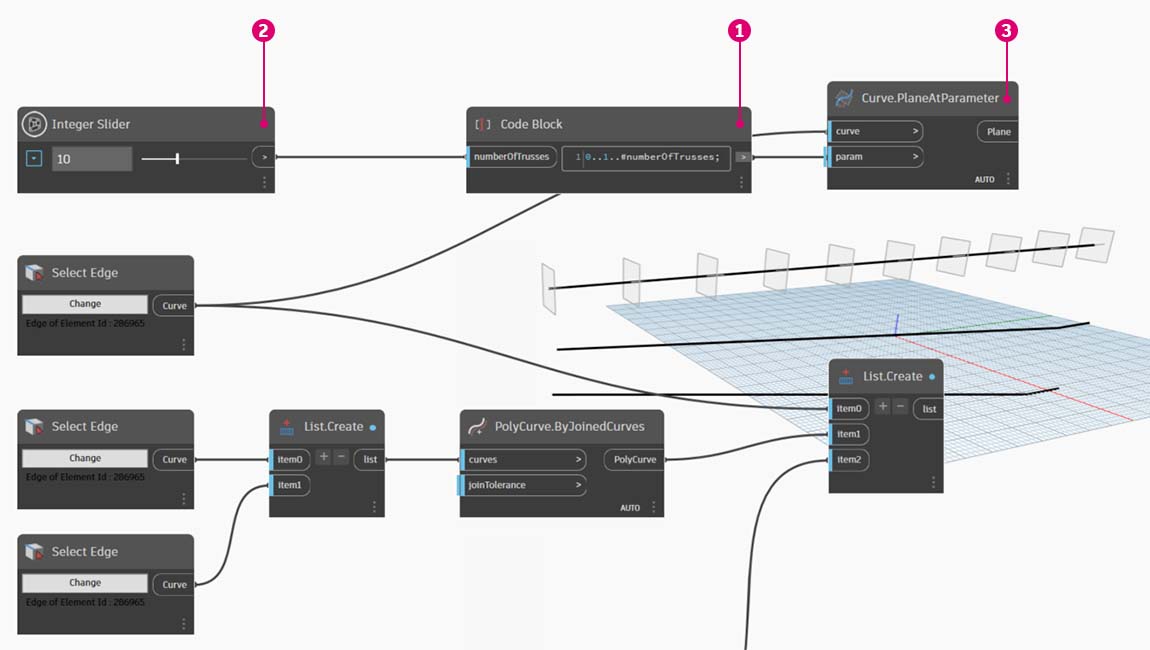 2
1
3
Integer Slider
10
>
Code Block
numberOfTrusses
1 0..1..#numberOfTrusses;
>
Curve.PlaneAtParameter
curve >
Plane
param >
AUTO
Select Edge
Change
Curve
Edge of Element Id : 286965
Select Edge
Change
Curve
Edge of Element Id : 286965
List.Create
item0 + - list
item1
PolyCurve.ByJoinedCurves
curves >
PolyCurve
joinTolerance >
AUTO
List.Create
item0 + - list
item1
item2
Select Edge
Change
Curve
Edge of Element Id : 286965